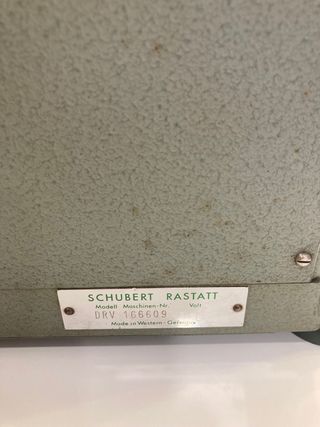 SCHUBERT RASTATT
Modell Maschinen-Nr. Volt
DRV 166609
Made in Western-Germany